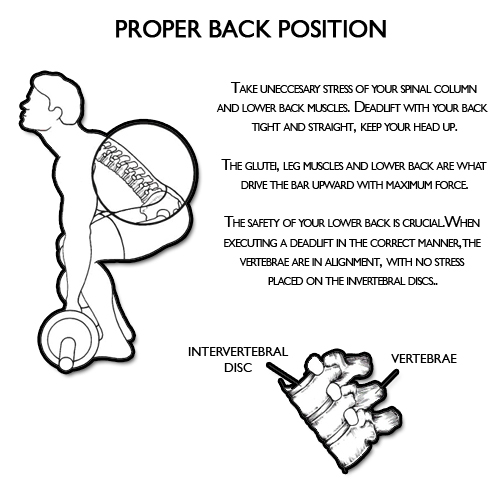 PROPER BACK POSITION
TAKE UNECCESARY STRESS OF YOUR SPINAL COLUMN
AND LOWER BACK MUSCLES. DEADLIFT WITH YOUR BACK
TIGHT AND STRAIGHT, KEEP YOUR HEAD UP.
THE GLUTEI, LEG MUSCLES AND LOWER BACK ARE WHAT
DRIVE THE BAR UPWARD WITH MAXIMUM FORCE.
THE SAFETY OF YOUR LOWER BACK IS CRUCIAL.WHEN
EXECUTING A DEADLIFT IN THE CORRECT MANNER,THE
VERTEBRAE ARE IN ALIGNMENT, WITH NO STRESS
PLACED ON THE INVERTEBRAL DISCS..
INTERVERTEBRAL
DISC
VERTEBRAE